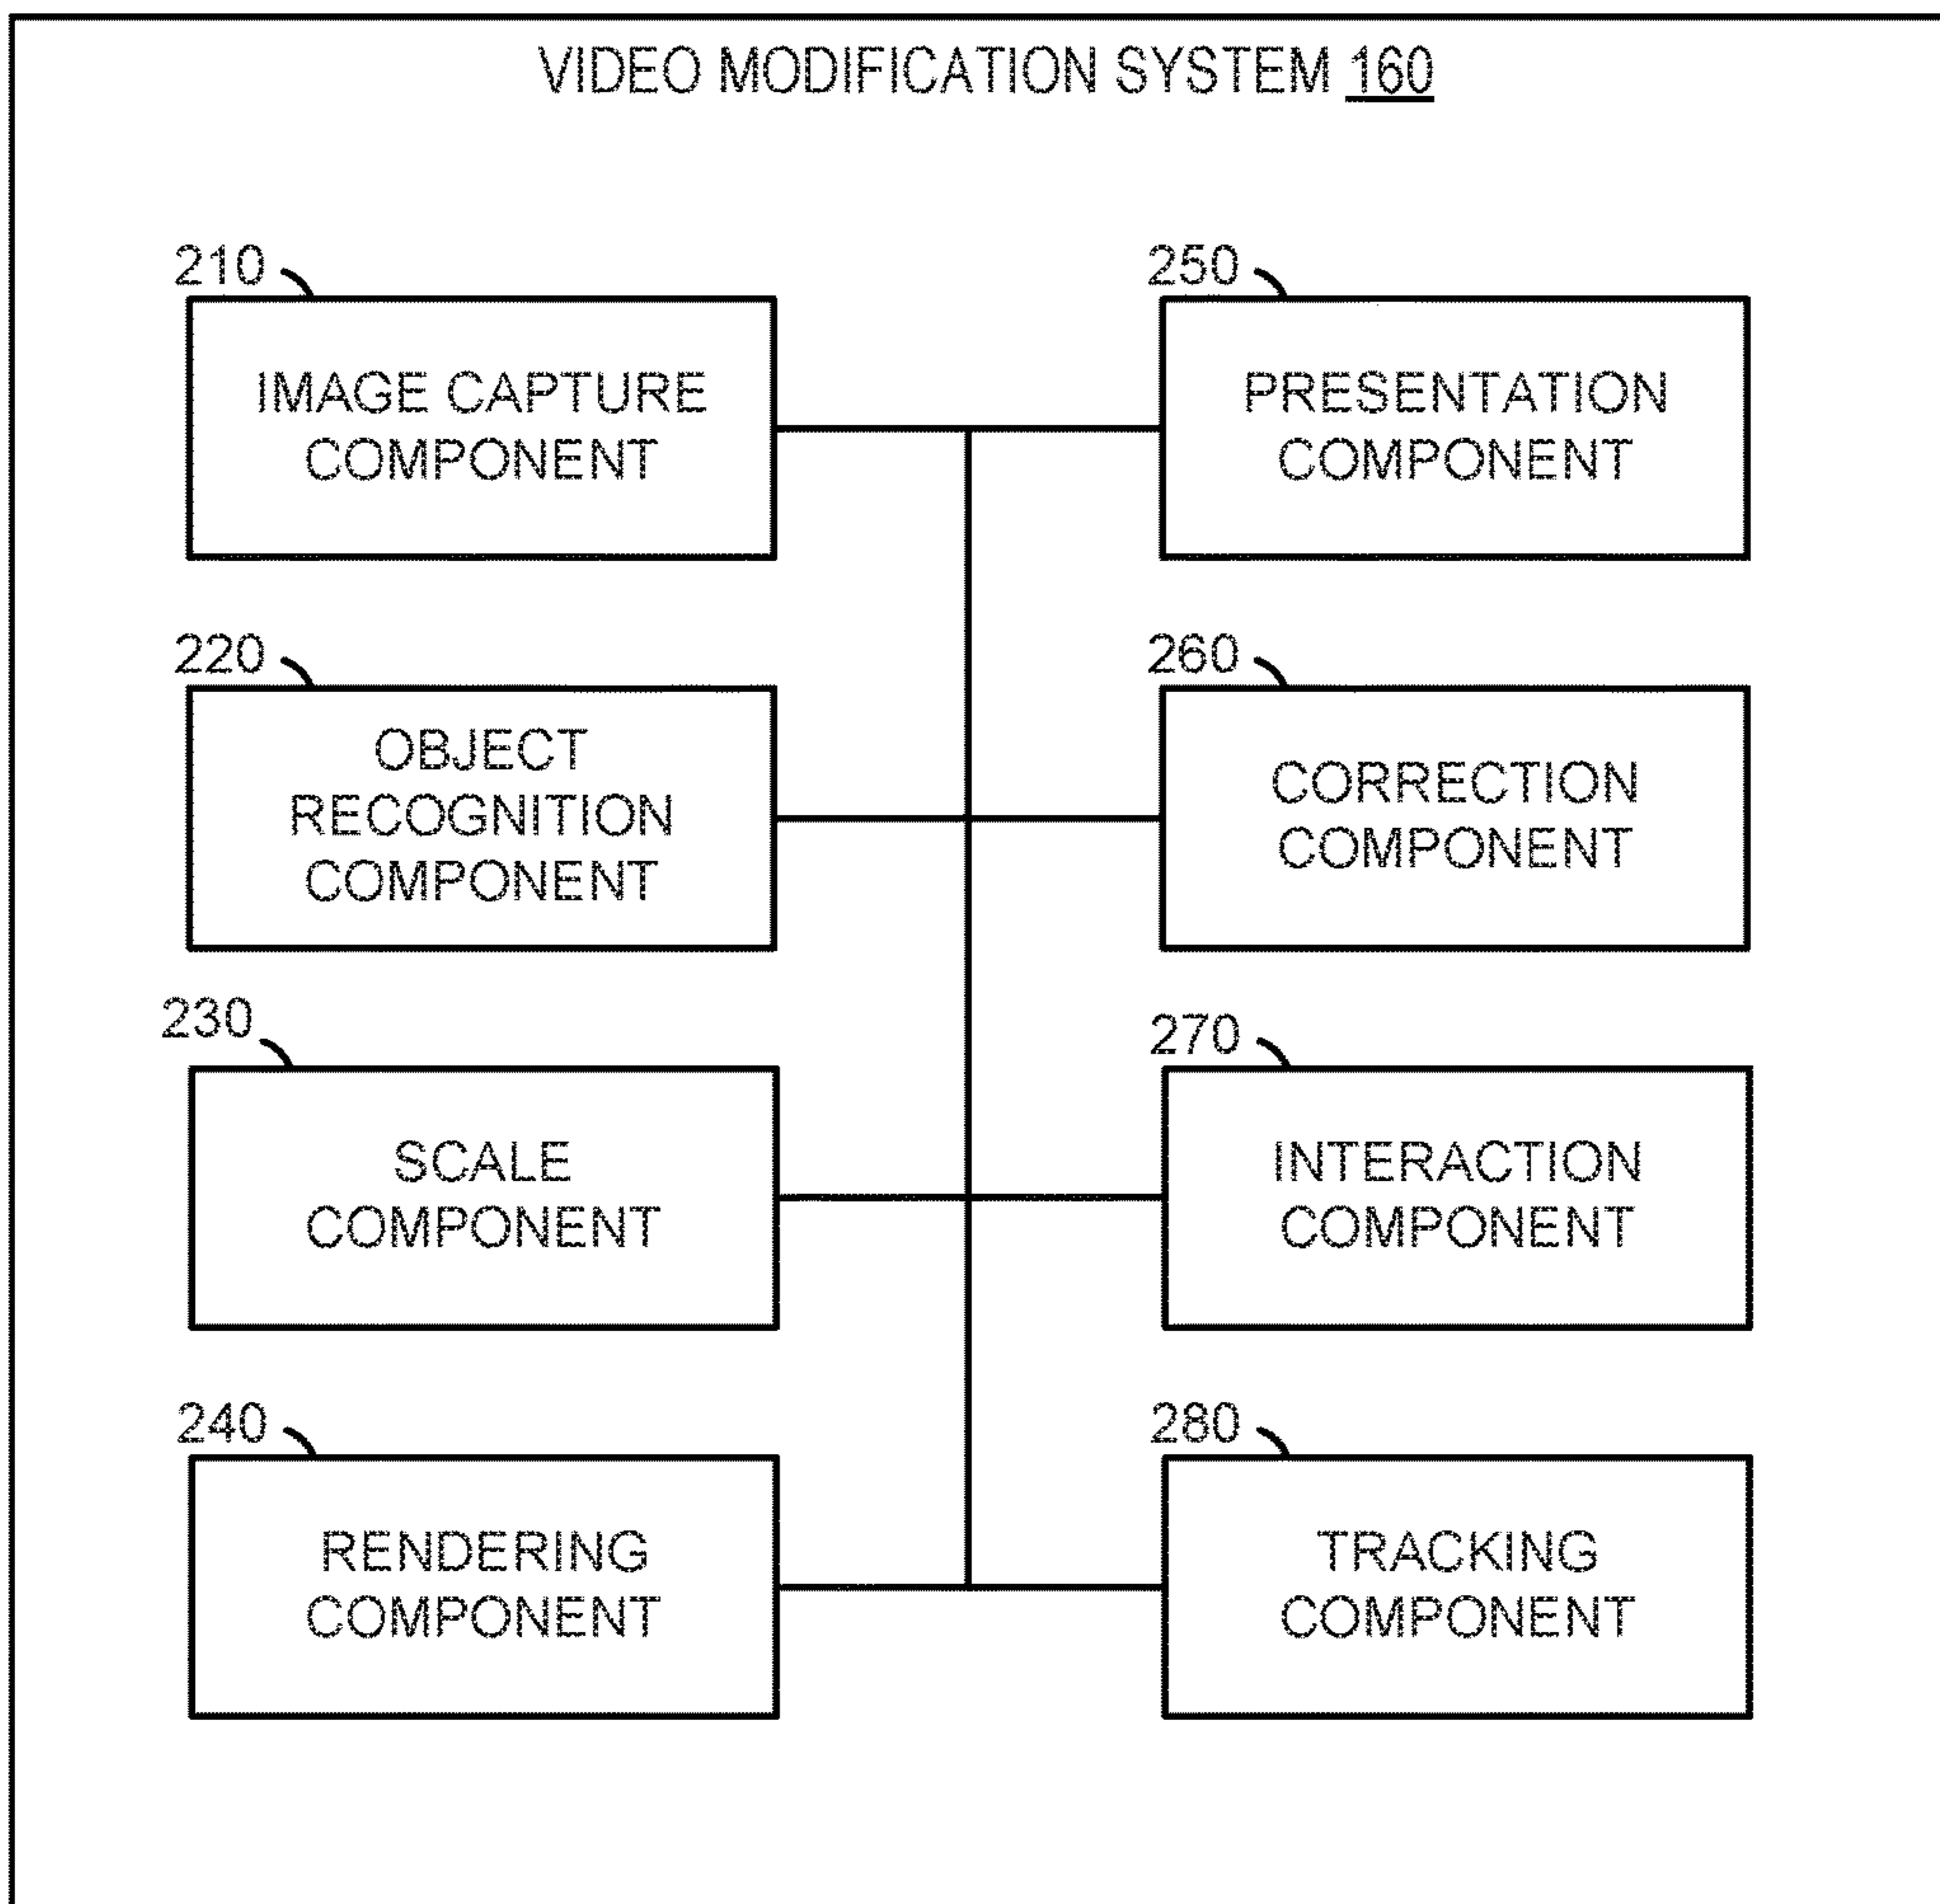 VIDEO MODIFICATION SYSTEM 160
210
IMAGE CAPTURE
COMPONENT
250
PRESENTATION
COMPONENT
220
OBJECT
RECOGNITION
COMPONENT
260
CORRECTION
COMPONENT
230
SCALE
COMPONENT
270
INTERACTION
COMPONENT
240
RENDERING
COMPONENT
280
TRACKING
COMPONENT